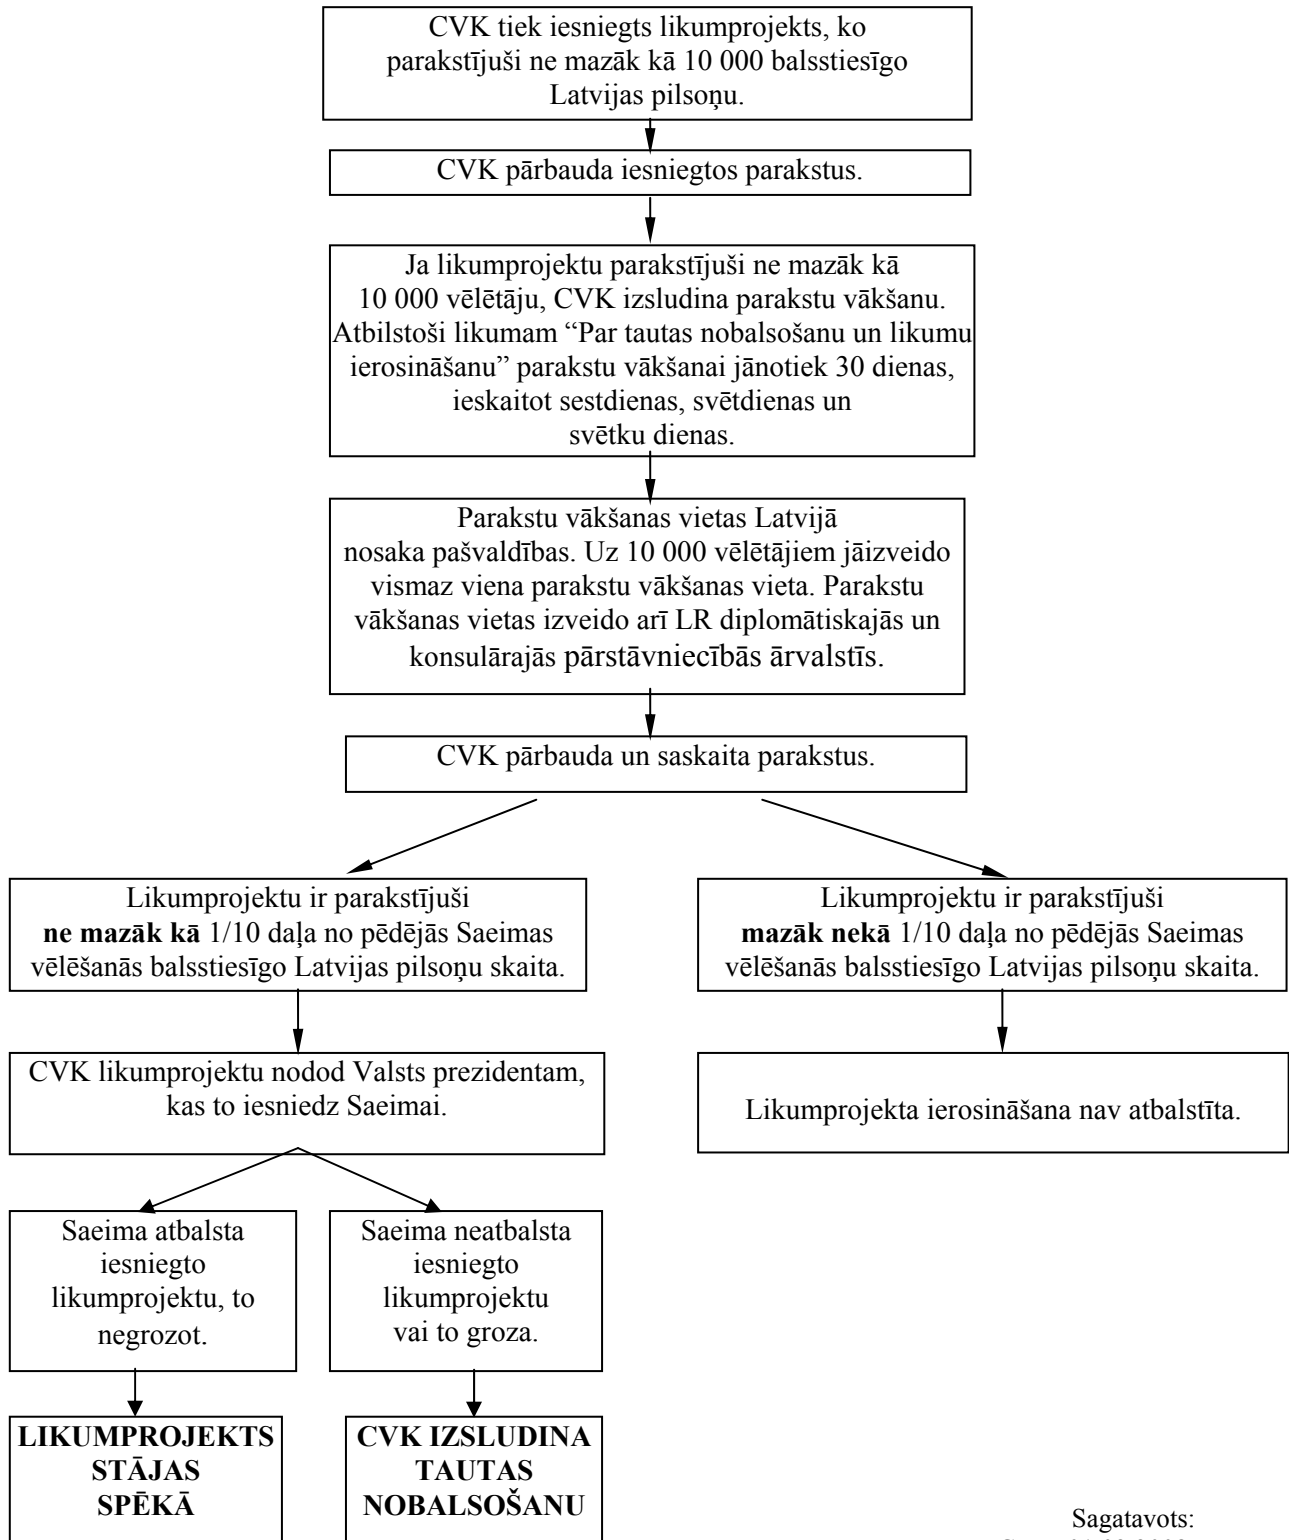 CVK tiek iesniegts likumprojekts, ko
parakstījuši ne mazāk kā 10 000 balsstiesīgo
Latvijas pilsoņu.
CVK pārbauda iesniegtos parakstus.
Ja likumprojektu parakstījuši ne mazāk kā
10 000 vēlētāju, CVK izsludina parakstu vākšanu.
Atbilstoši likumam “Par tautas nobalsošanu un likumu
ierosināšanu” parakstu vākšanai jānotiek 30 dienas,
ieskaitot sestdienas, svētdienas un
svētku dienas.
Parakstu vākšanas vietas Latvijā
nosaka pašvaldības. Uz 10 000 vēlētājiem jāizveido
vismaz viena parakstu vākšanas vieta. Parakstu
vākšanas vietas izveido arī LR diplomātiskajās un
konsulārajās pārstāvniecībās ārvalstīs.
CVK pārbauda un saskaita parakstus.
Likumprojektu ir parakstījuši
ne mazāk kā 1/10 daļa no pēdējās Saeimas
vēlēšanās balsstiesīgo Latvijas pilsoņu skaita.
Likumprojektu ir parakstījuši
mazāk nekā 1/10 daļa no pēdējās Saeimas
vēlēšanās balsstiesīgo Latvijas pilsoņu skaita.
CVK likumprojektu nodod Valsts prezidentam,
kas to iesniedz Saeimai.
Likumprojekta ierosināšana nav atbalstīta.
Saeima atbalsta
iesniegto
likumprojektu, to
negrozot.
Saeima neatbalsta
iesniegto
likumprojektu
vai to groza.
LIKUMPROJEKTS
STĀJAS
SPĒKĀ
CVK IZSLUDINA
TAUTAS
NOBALSOŠANU
Sagatavots: